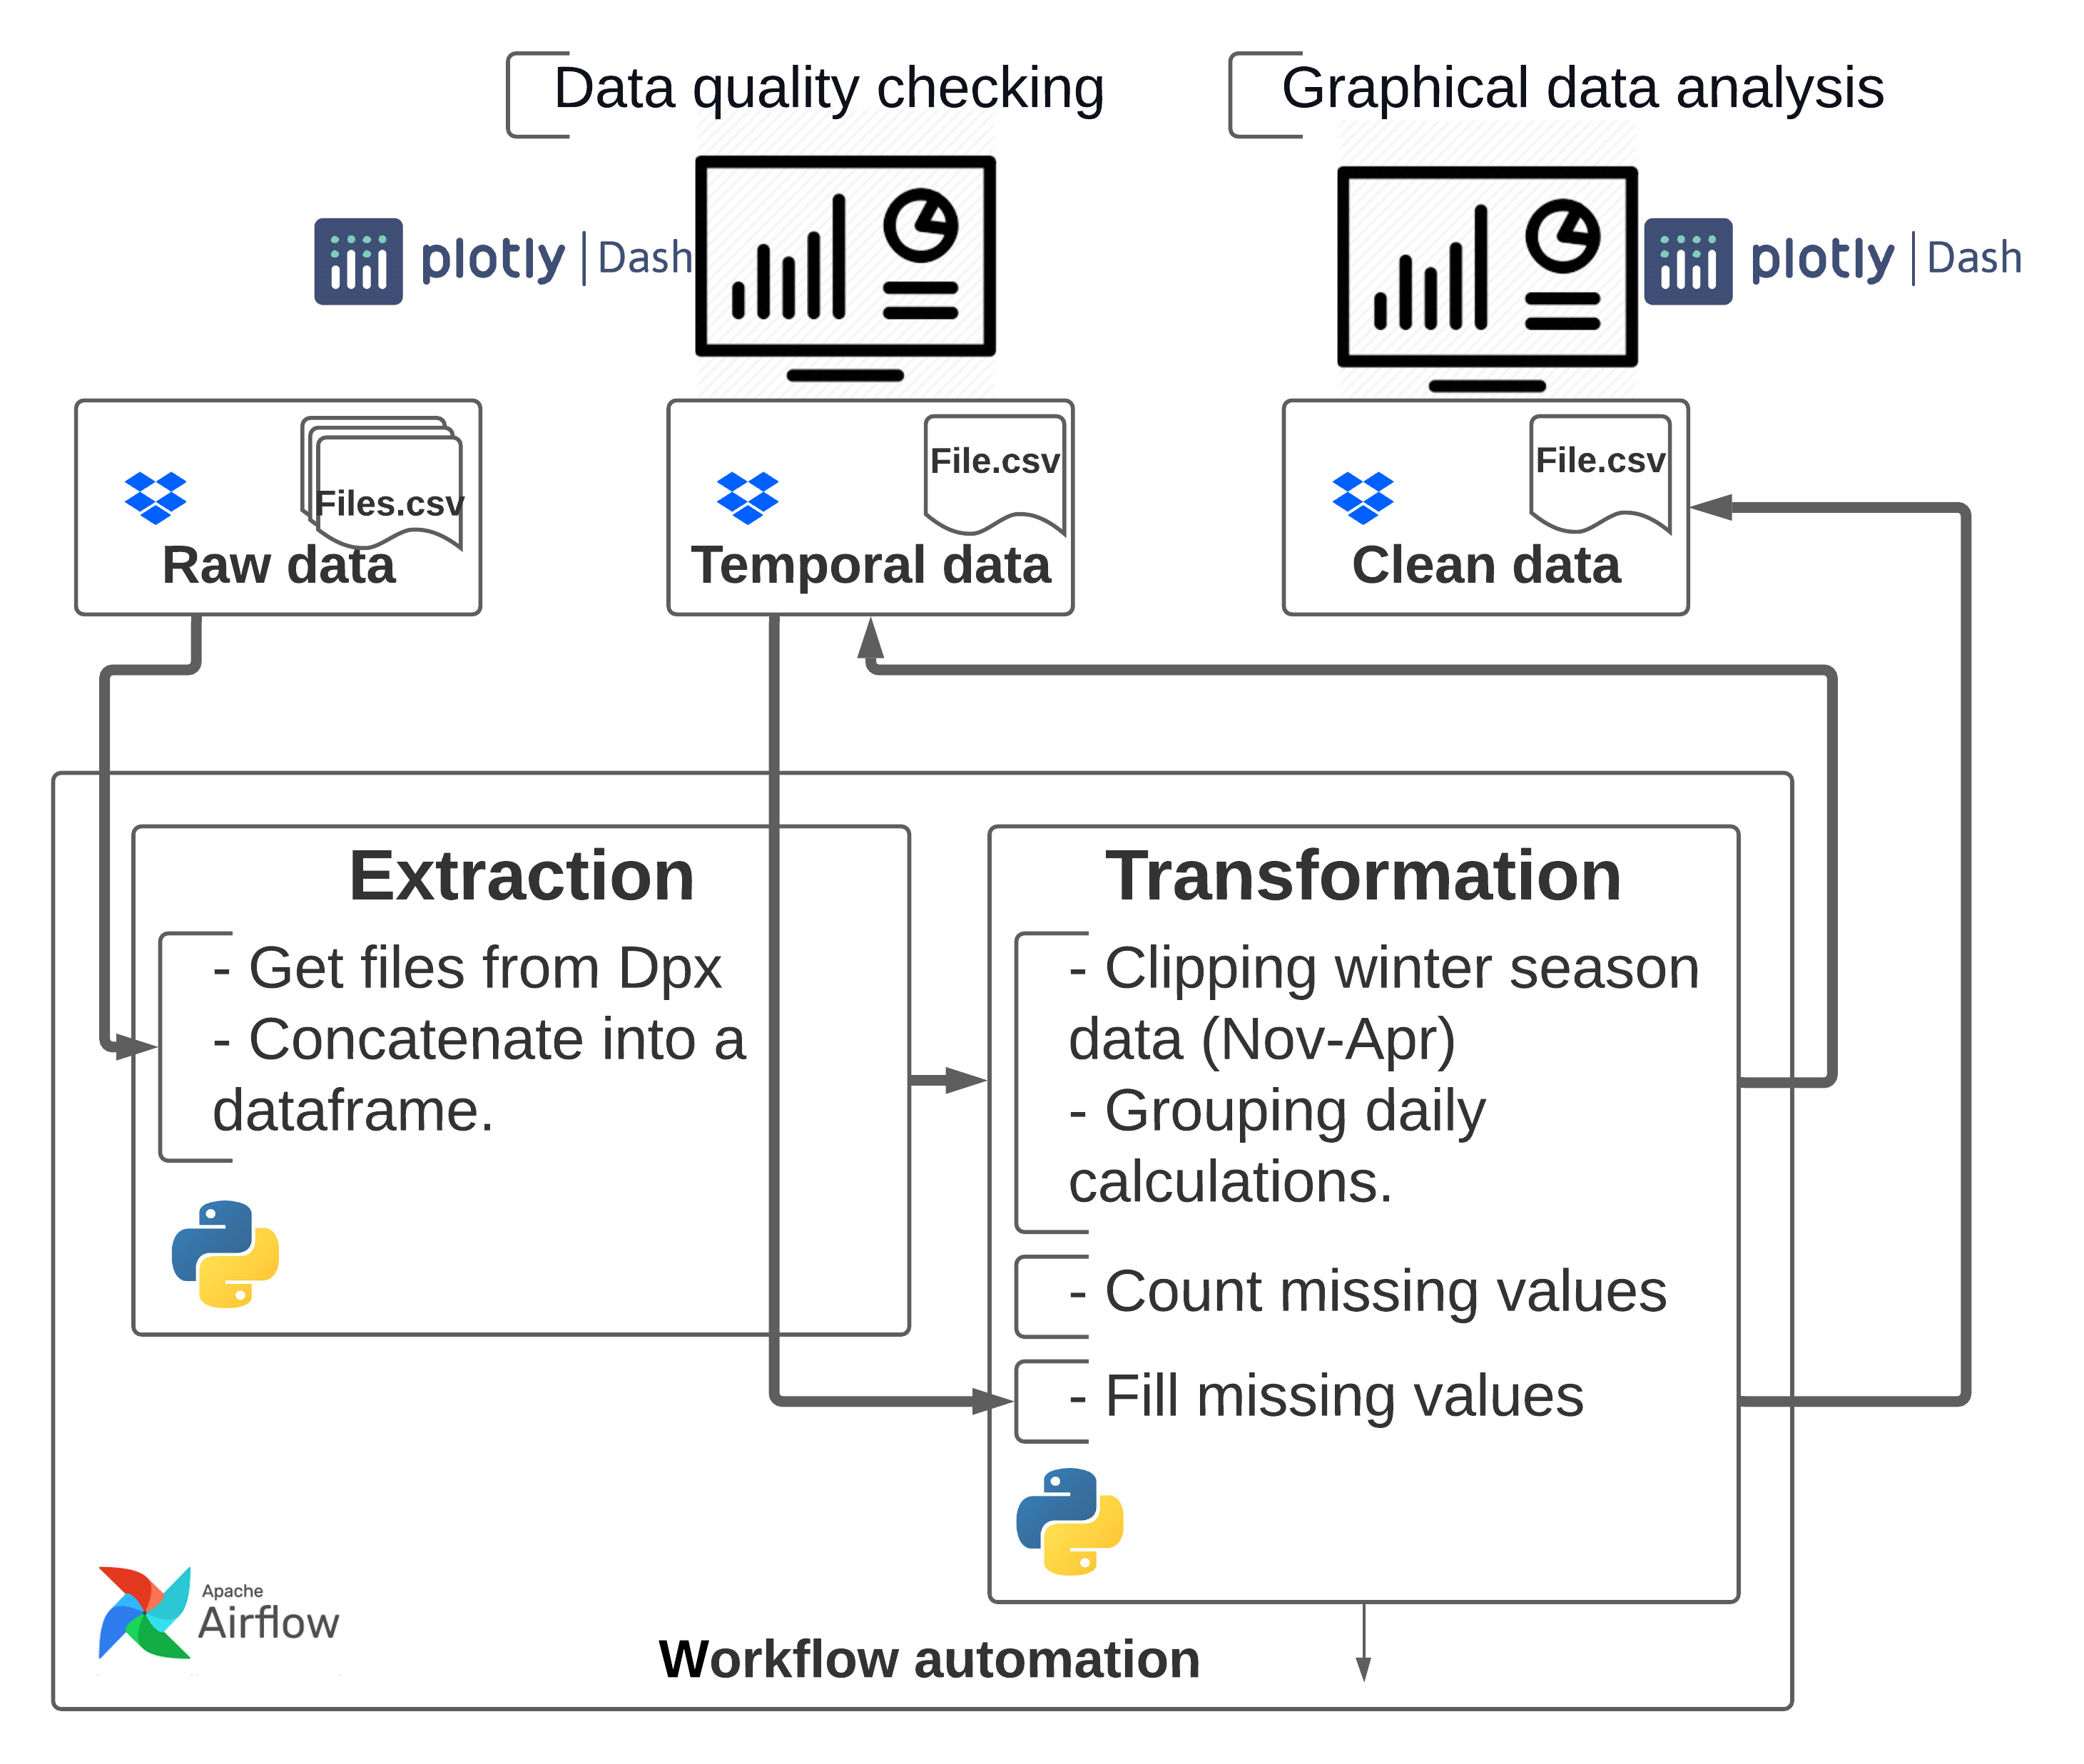 Data quality checking
Graphical data analysis
plotly | Dash
plotly | Dash
Files.csv
Raw data
File.csv
Temporal data
File.csv
Clean data
Extraction
- Get files from Dpx
- Concatenate into a
dataframe.
Transformation
- Clipping winter season
data (Nov-Apr)
- Grouping daily
calculations.
- Count missing values
- Fill missing values
Apache
Airflow
Workflow automation